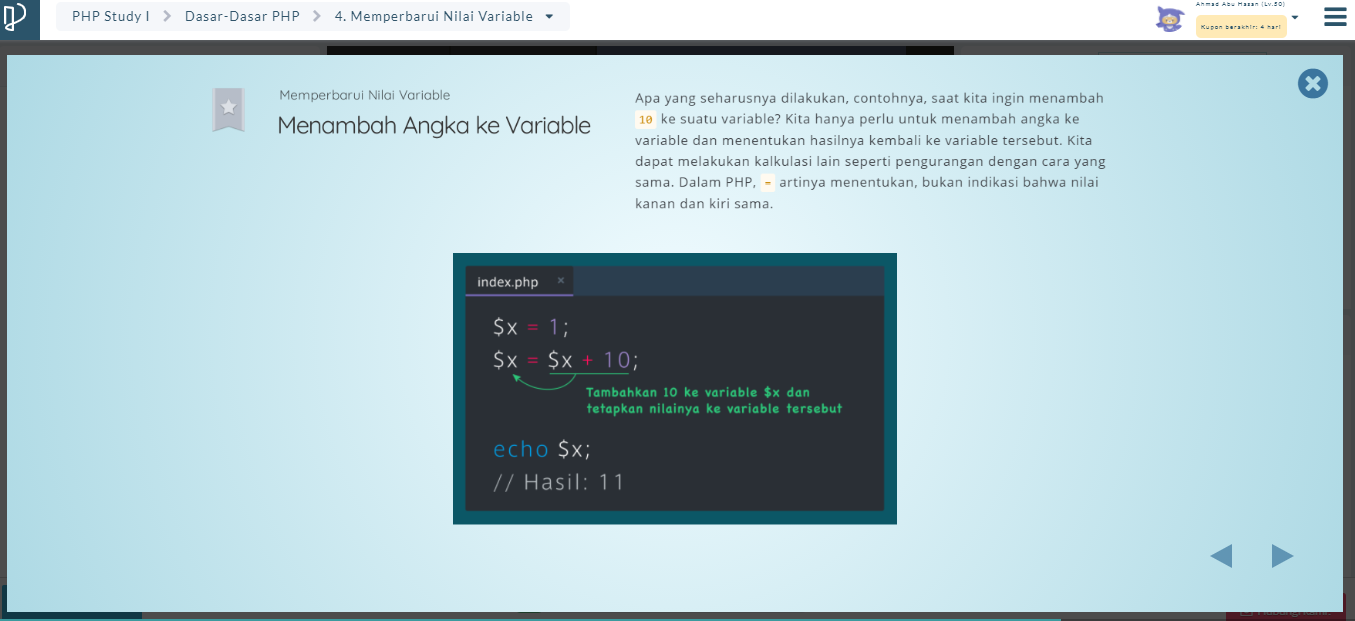 PHP Study I
Dasar-Dasar PHP
4. Memperbarui Nilai Variable
Ahmad Abu Hasan (Lv.50)
Kupon berakhir: 4 hari
Memperbarui Nilai Variable
Menambah Angka ke Variable
Apa yang seharusnya dilakukan, contohnya, saat kita ingin menambah
10 ke suatu variable? Kita hanya perlu untuk menambah angka ke
variable dan menentukan hasilnya kembali ke variable tersebut. Kita
dapat melakukan kalkulasi lain seperti pengurangan dengan cara yang
sama. Dalam PHP, = artinya menentukan, bukan indikasi bahwa nilai
kanan dan kiri sama.
index.php ×
$x = 1;
$x = $x + 10;
Tambahkan 10 ke variable $x dan
tetapkan nilainya ke variable tersebut
echo $x;
// Hasil: 11